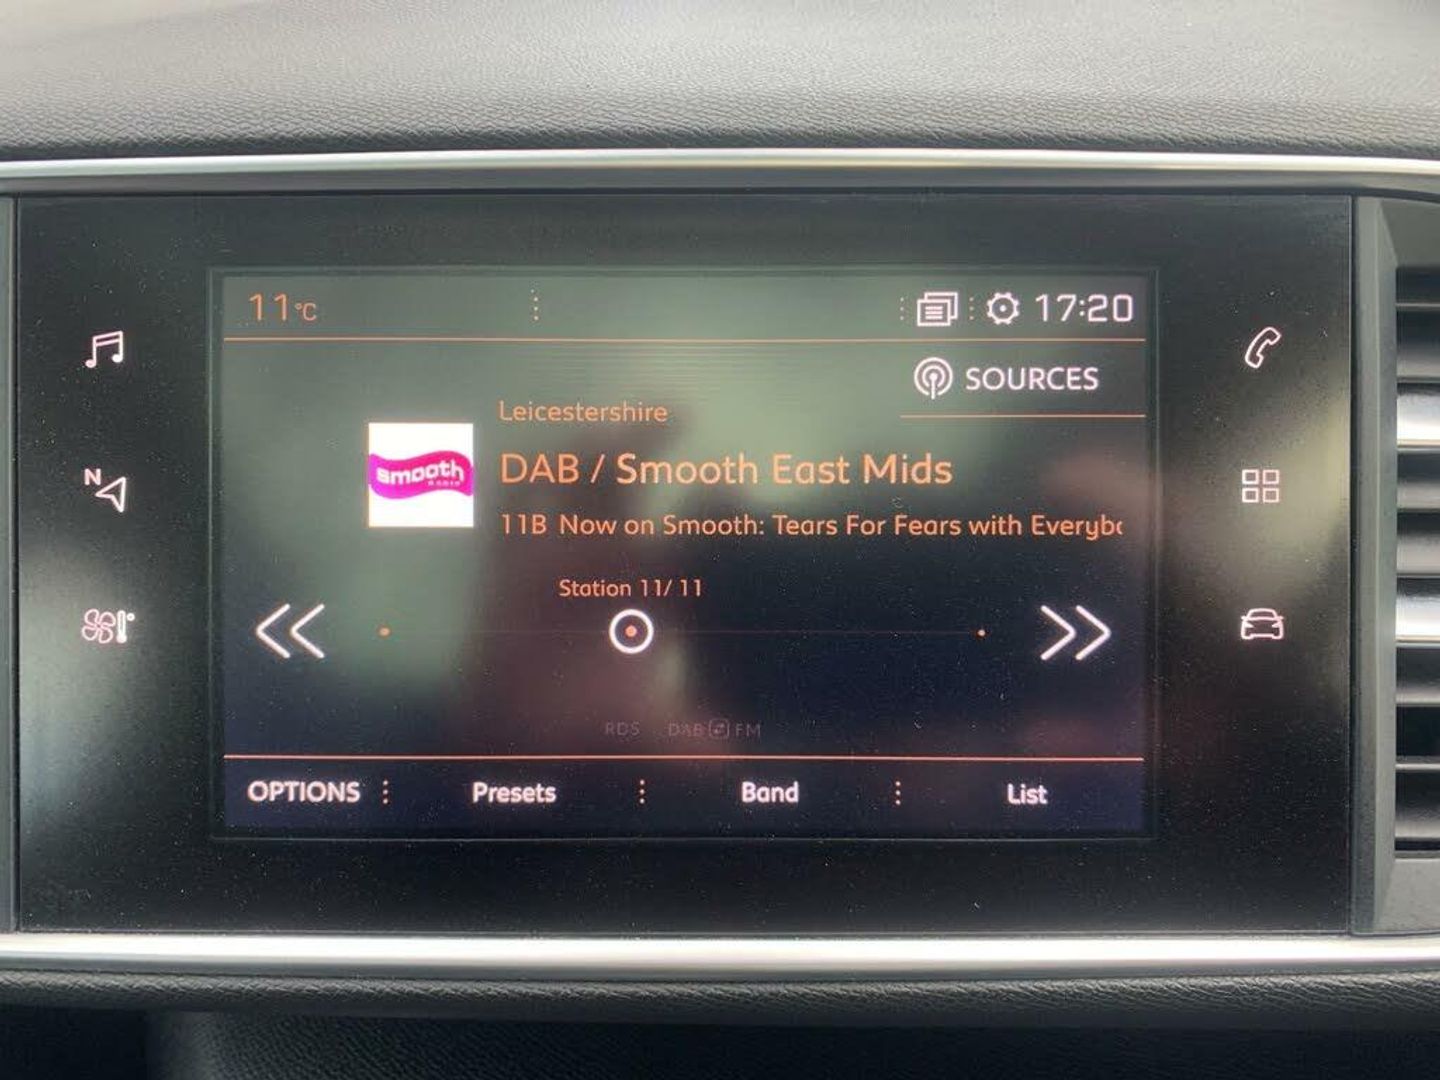 11°C 17:20
SOURCES
Leicestershire
smooth
RADIO
DAB / Smooth East Mids
11B Now on Smooth: Tears For Fears with Everybo
Station 11/ 11
N
RDS DAB FM
OPTIONS Presets Band List